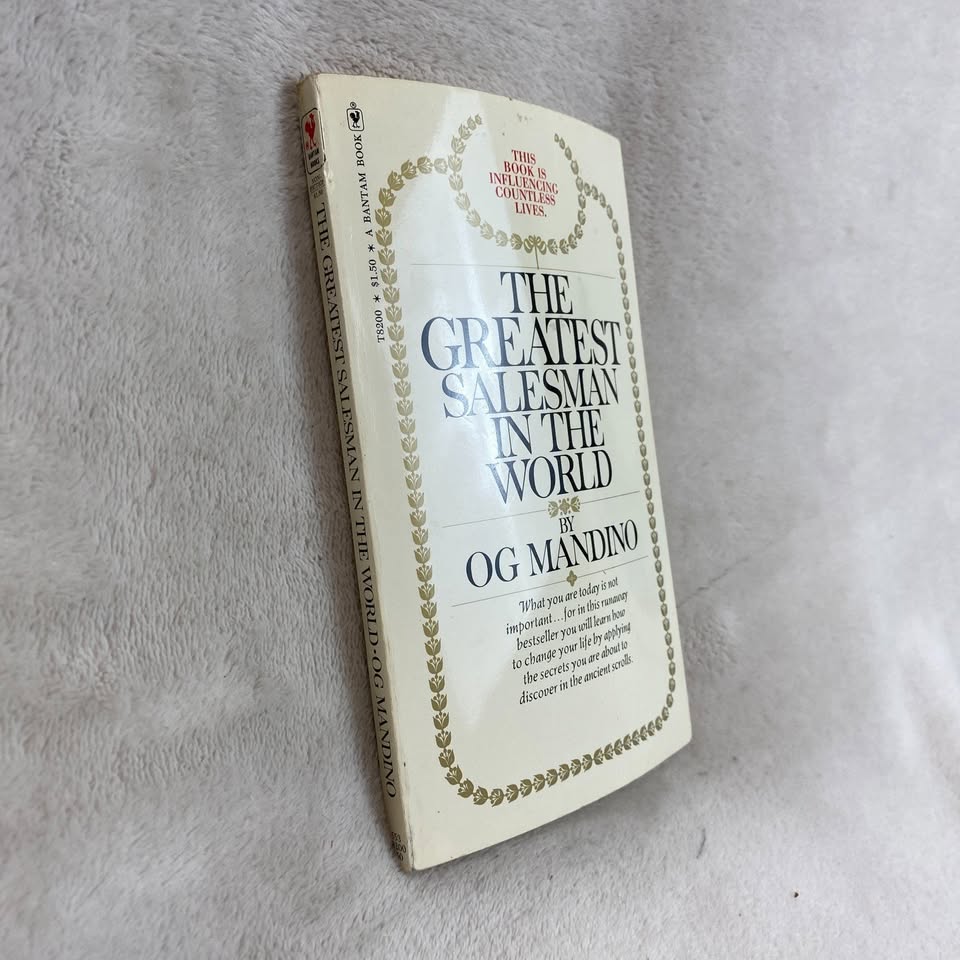 THIS
BOOK IS
INFLUENCING
COUNTLESS
LIVES.
THE
GREATEST
SALESMAN
IN THE
WORLD
BY
OG MANDINO
What you are today is not
important...for in this runaway
bestseller you will learn how
to change your life by applying
the secrets you are about to
discover in the ancient scrolls.
T8200 * $1.50 * A BANTAM BOOK ®
BANTAM
BOOKS
THE GREATEST SALESMAN IN THE WORLD • OG MANDINO